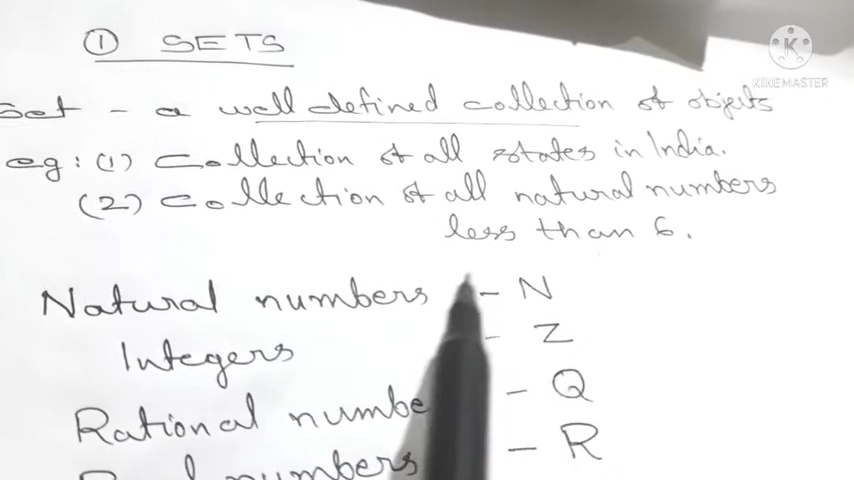 ① SETS
Set - a well defined collection of objects
eg: (1) Collection of all states in India.
(2) Collection of all natural numbers
less than 6.
Natural numbers - N
Integers - Z
Rational numbe - Q
numbers - R
K
KINEMASTER